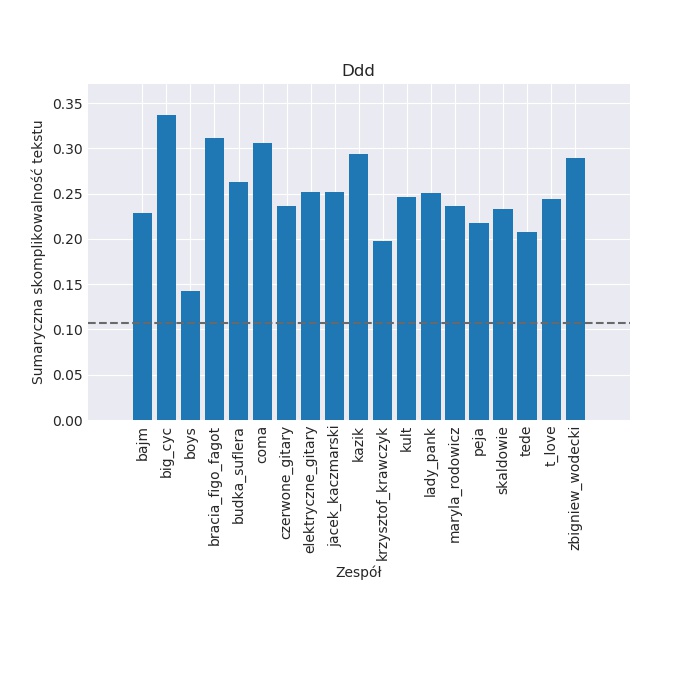 Ddd
Sumaryczna skomplikowalność tekstu
0.35
0.30
0.25
0.20
0.15
0.10
0.05
0.00
bajm
big_cyc
boys
bracia_figo_fagot
budka_suflera
coma
czerwone_gitary
elektryczne_gitary
jacek_kaczmarski
kazik
krzysztof_krawczyk
kult
lady_pank
maryla_rodowicz
peja
skaldowie
tede
t_love
zbigniew_wodecki
Zespół